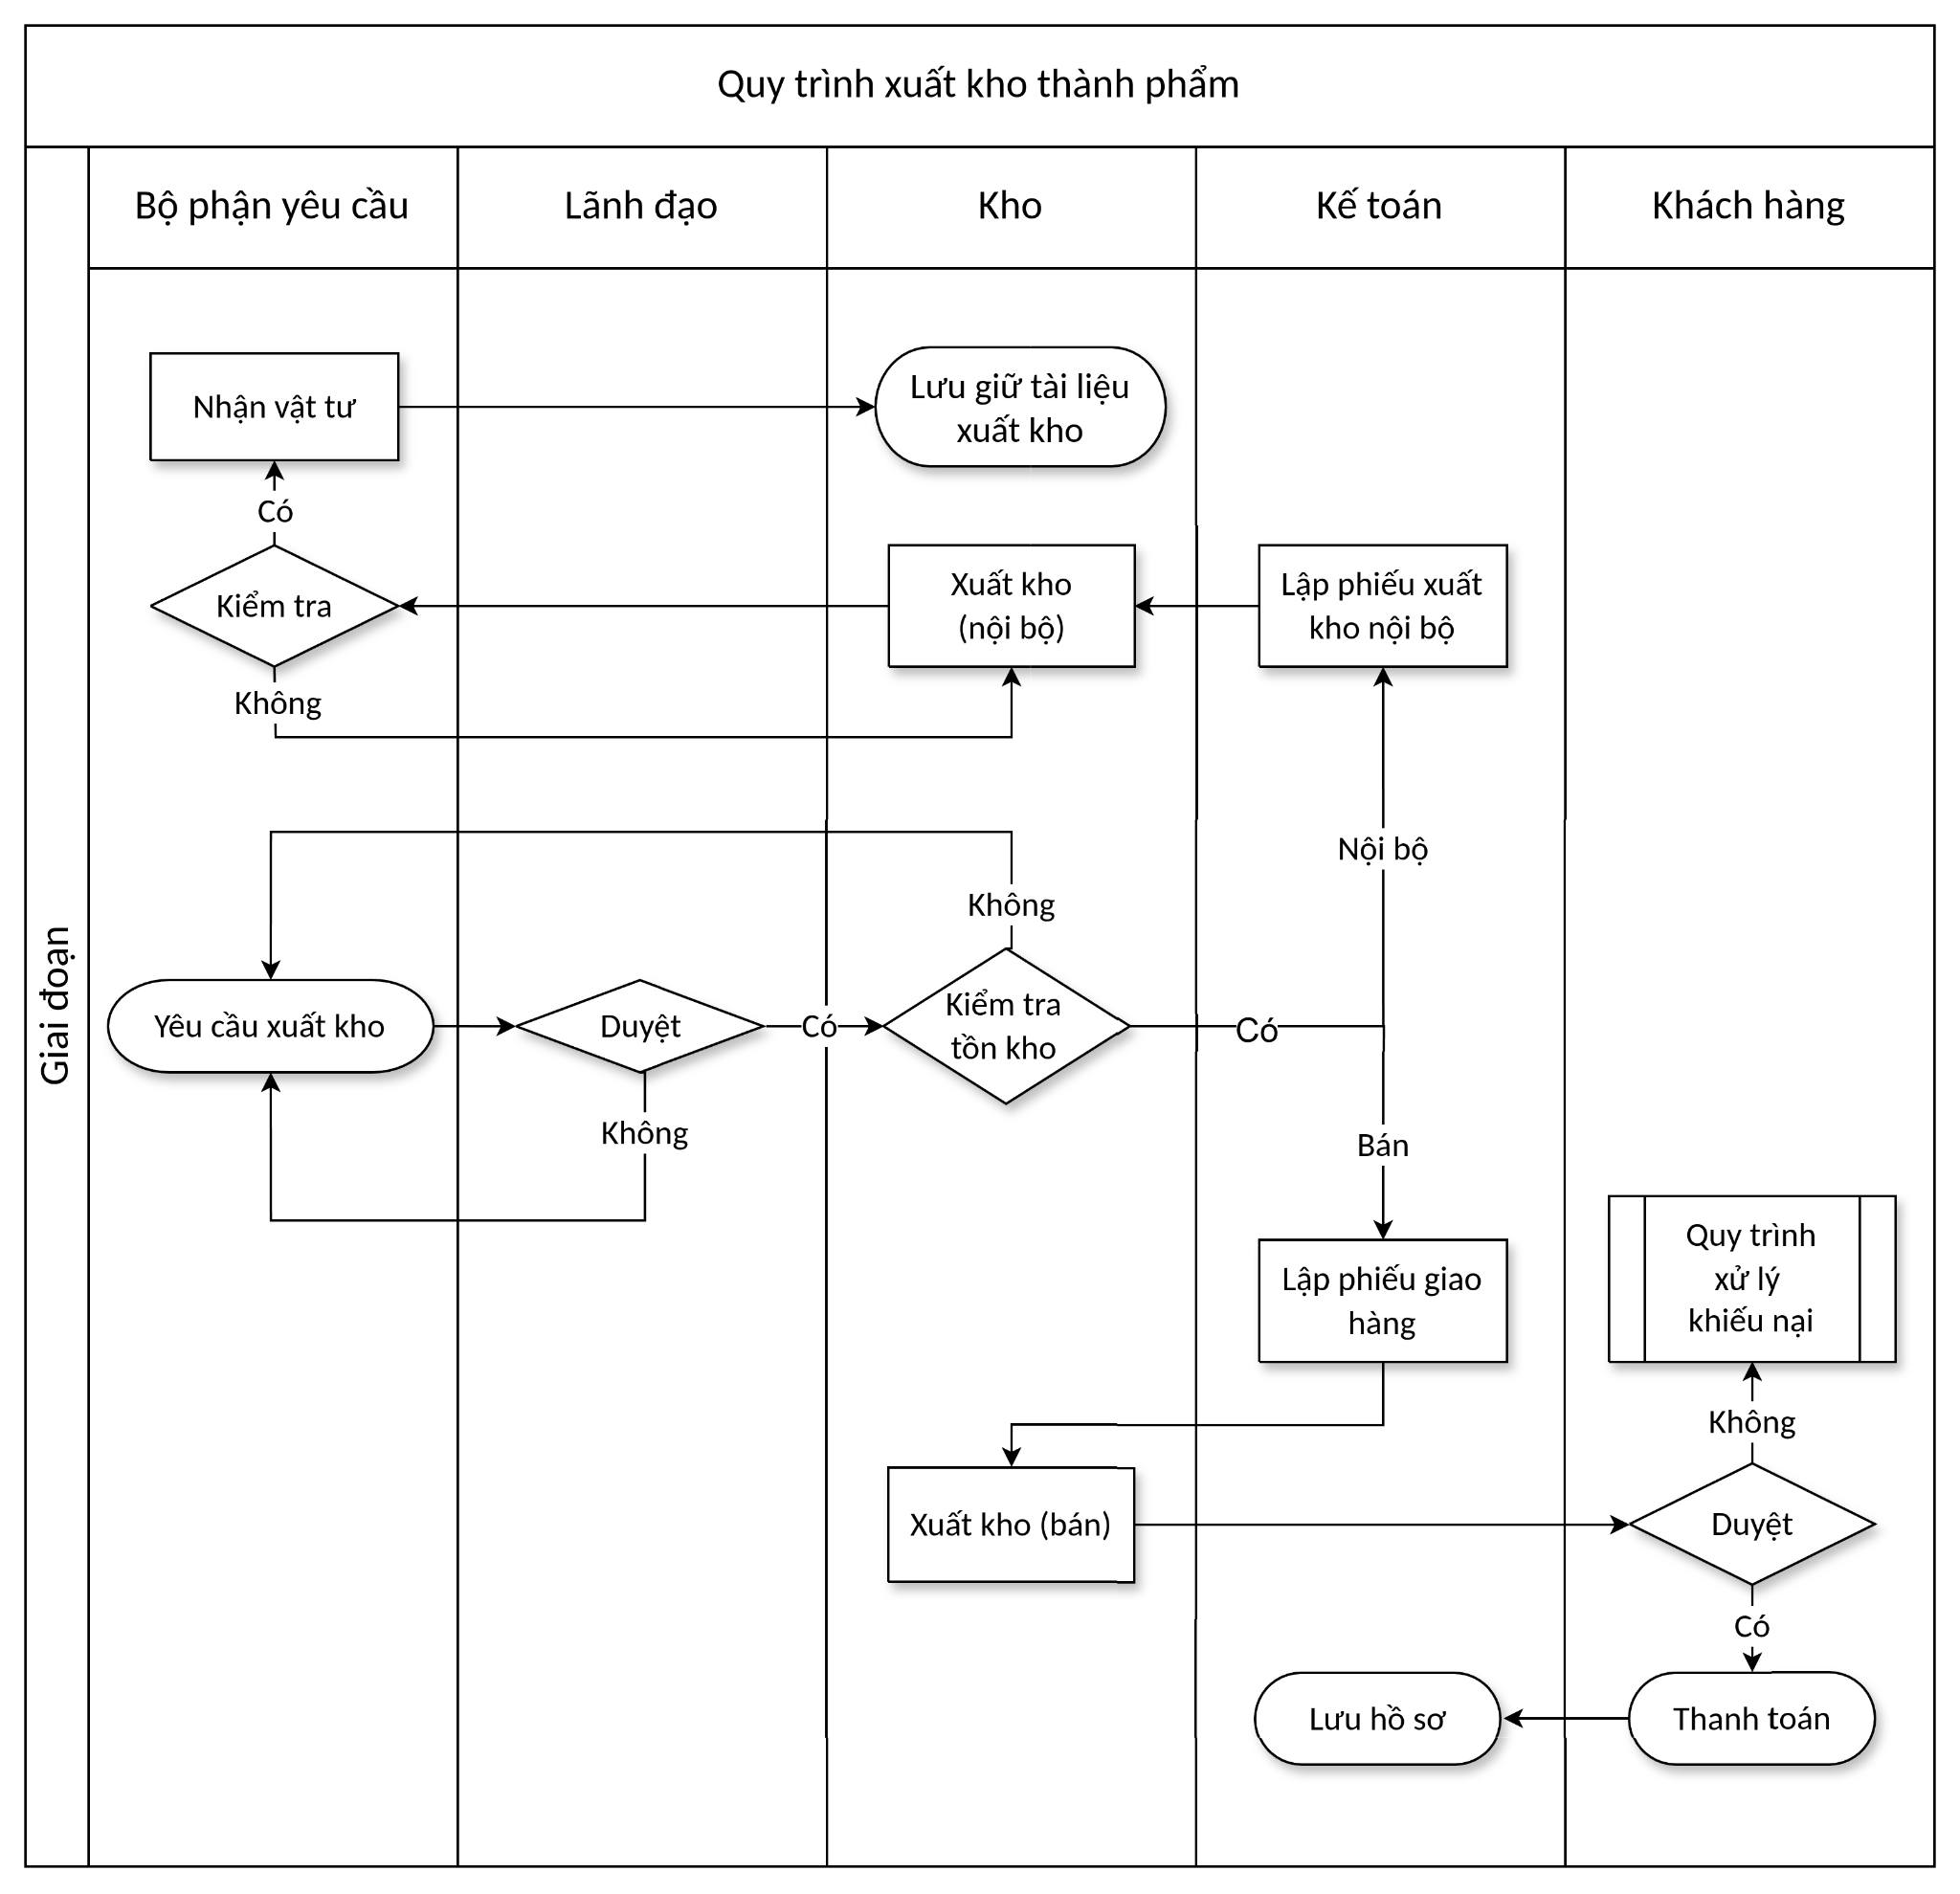 Quy trình xuất kho thành phẩm
Bộ phận yêu cầu
Lãnh đạo
Kho
Kế toán
Khách hàng
Giai đoạn
Nhận vật tư
Lưu giữ tài liệu
xuất kho
Có
Kiểm tra
Xuất kho
(nội bộ)
Lập phiếu xuất
kho nội bộ
Không
Nội bộ
Không
Yêu cầu xuất kho
Duyệt
Có
Kiểm tra
tồn kho
Có
Không
Bán
Lập phiếu giao
hàng
Quy trình
xử lý
khiếu nại
Không
Xuất kho (bán)
Duyệt
Có
Lưu hồ sơ
Thanh toán